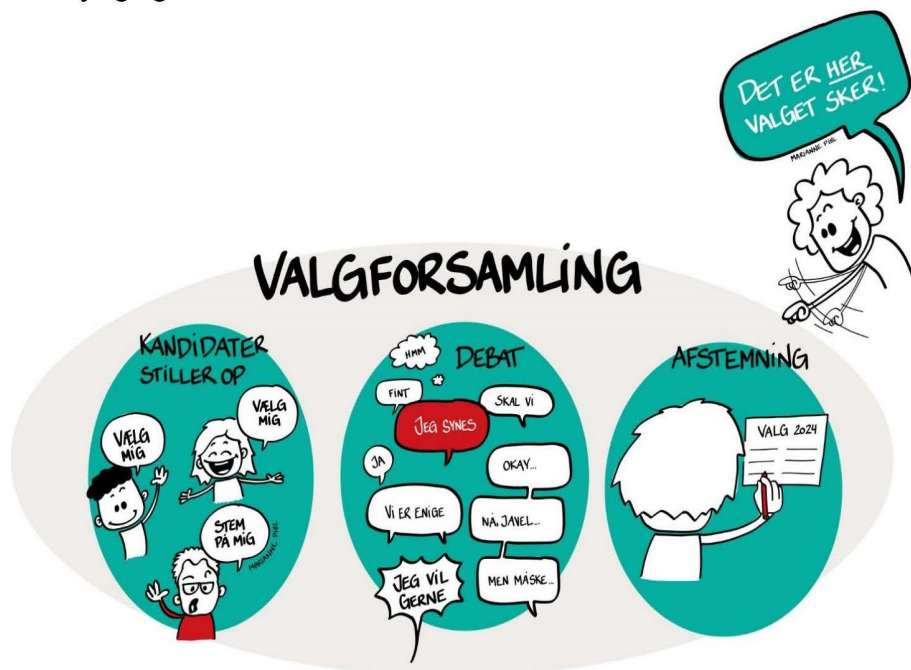 DET ER HER
VALGET SKER!
MARIANNE PIHL
VALGFORSAMLING
KANDIDATER
STILLER OP
VÆLG
MIG
VÆLG
MIG
STEM
PÅ MIG
MARIANNE PIHL
DEBAT
HMM
FINT
SKAL VI
JEG SYNES
JA
OKAY...
VI ER ENIGE
NÅ, JAVEL...
JEG VIL
GERNE
MEN MÅSKE...
AFSTEMNING
VALG 2024